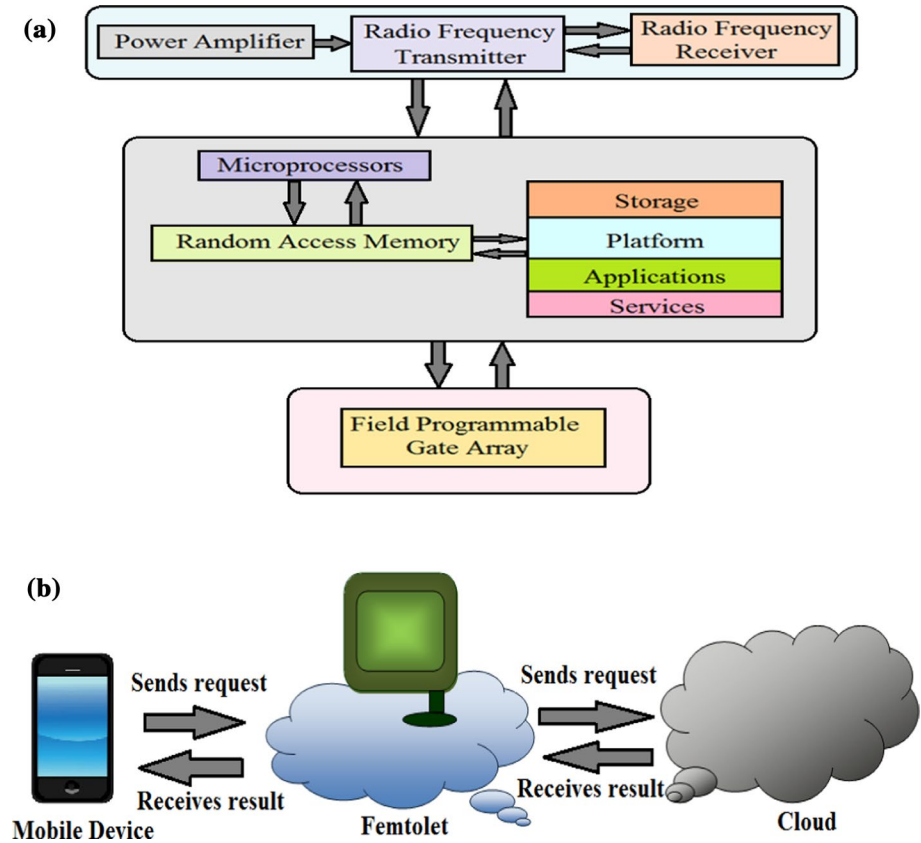 (a)
Power Amplifier
Radio Frequency
Transmitter
Radio Frequency
Receiver
Microprocessors
Random Access Memory
Storage
Platform
Applications
Services
Field Programmable
Gate Array
(b)
Sends request
Receives result
Mobile Device
Femtolet
Sends request
Receives result
Cloud